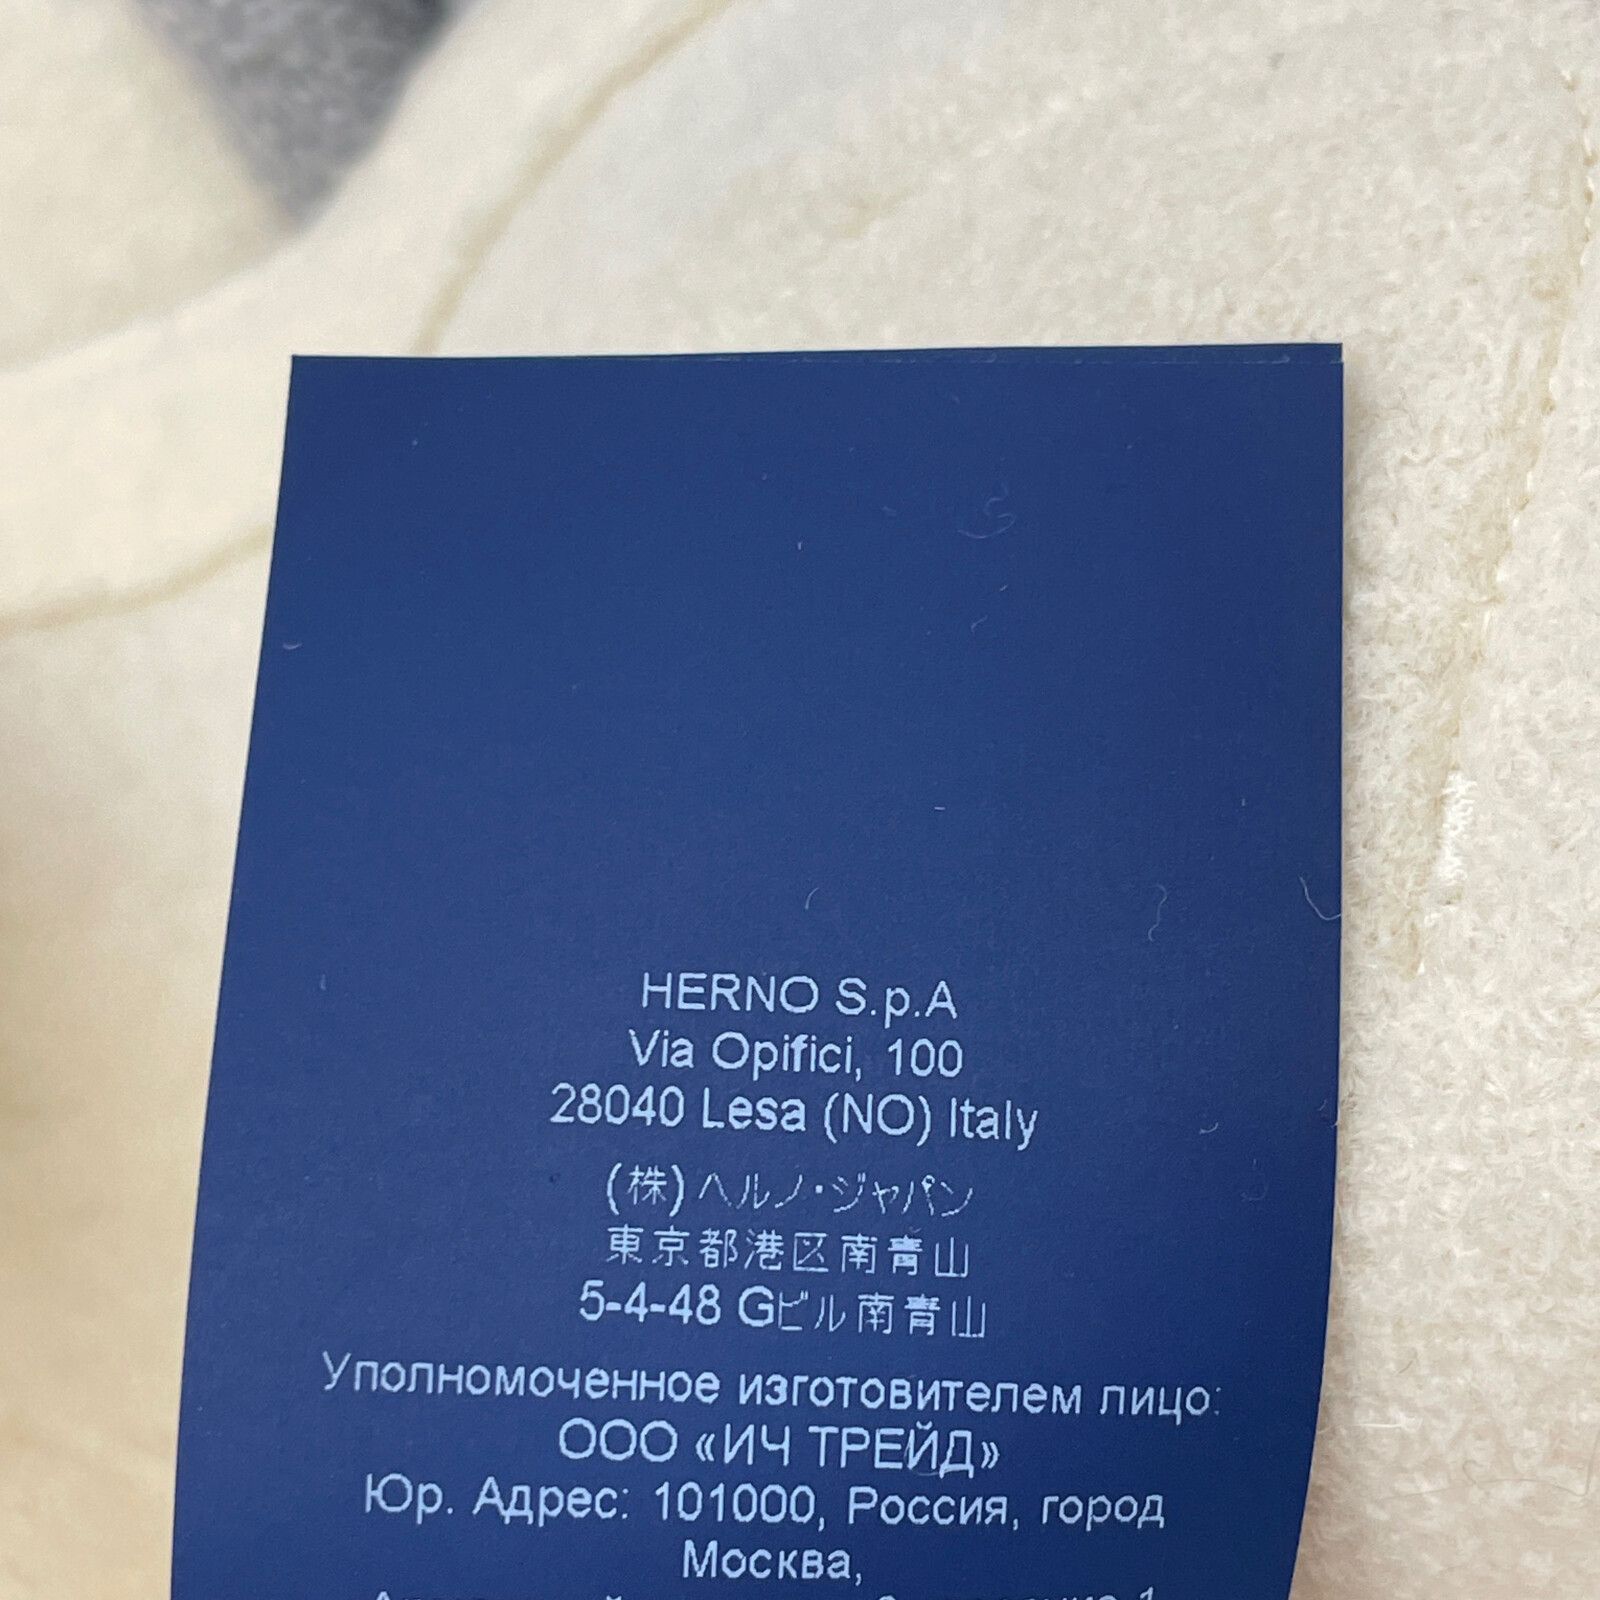 HERNO S.p.A
Via Opifici, 100
28040 Lesa (NO) Italy
(株)ヘルノ・ジャパン
東京都港区南青山
5-4-48 Gビル南青山
Уполномоченное изготовителем лицо:
ООО «ИЧ ТРЕЙД»
Юр. Адрес: 101000, Россия, город
Москва,